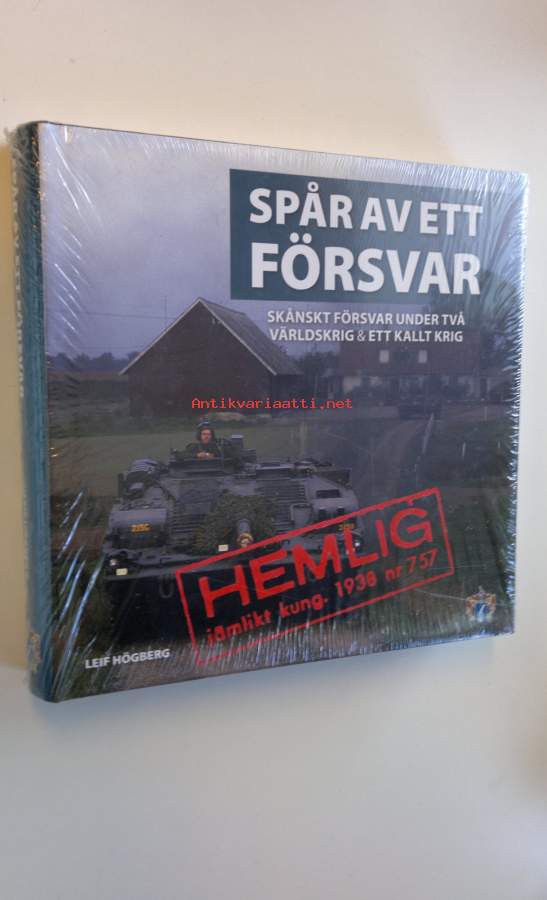 SPÅR AV ETT
FÖRSVAR
SKÅNSKT FÖRSVAR UNDER TVÅ
VÄRLDSKRIG & ETT KALLT KRIG
Antikvariaatti.net
HEMLIG
jämlikt kung. 1938 nr 757
LEIF HÖGBERG